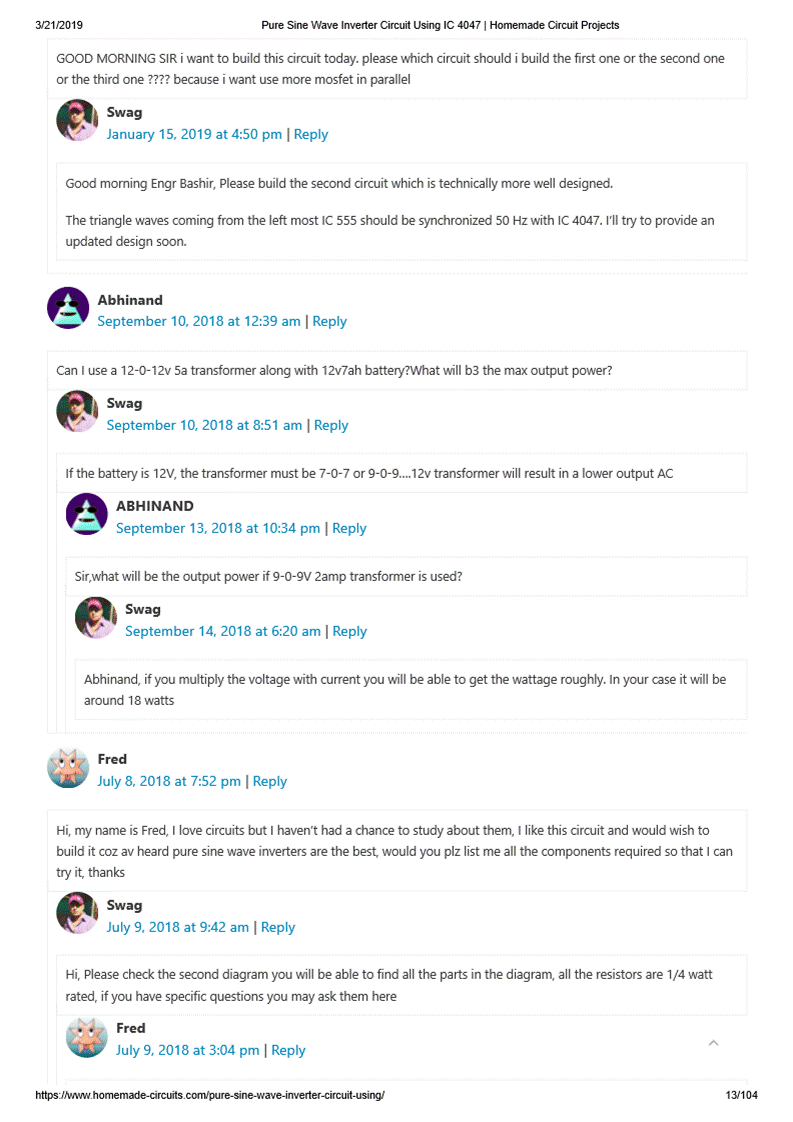 3/21/2019
Pure Sine Wave Inverter Circuit Using IC 4047 | Homemade Circuit Projects
GOOD MORNING SIR i want to build this circuit today. please which circuit should i build the first one or the second one
or the third one ???? because i want use more mosfet in parallel
Swag
January 15, 2019 at 4:50 pm | Reply
Good morning Engr Bashir, Please build the second circuit which is technically more well designed.
The triangle waves coming from the left most IC 555 should be synchronized 50 Hz with IC 4047. I'll try to provide an
updated design soon.
Abhinand
September 10, 2018 at 12:39 am | Reply
Can I use a 12-0-12v 5a transformer along with 12v7ah battery?What will b3 the max output power?
Swag
September 10, 2018 at 8:51 am | Reply
If the battery is 12V, the transformer must be 7-0-7 or 9-0-9....12v transformer will result in a lower output AC
ABHINAND
September 13, 2018 at 10:34 pm | Reply
Sir,what will be the output power if 9-0-9V 2amp transformer is used?
Swag
September 14, 2018 at 6:20 am | Reply
Abhinand, if you multiply the voltage with current you will be able to get the wattage roughly. In your case it will be
around 18 watts
Fred
July 8, 2018 at 7:52 pm | Reply
Hi, my name is Fred, I love circuits but I haven't had a chance to study about them, I like this circuit and would wish to
build it coz av heard pure sine wave inverters are the best, would you plz list me all the components required so that I can
try it, thanks
Swag
July 9, 2018 at 9:42 am | Reply
Hi, Please check the second diagram you will be able to find all the parts in the diagram, all the resistors are 1/4 watt
rated, if you have specific questions you may ask them here
Fred
July 9, 2018 at 3:04 pm | Reply
https://www.homemade-circuits.com/pure-sine-wave-inverter-circuit-using/
13/104